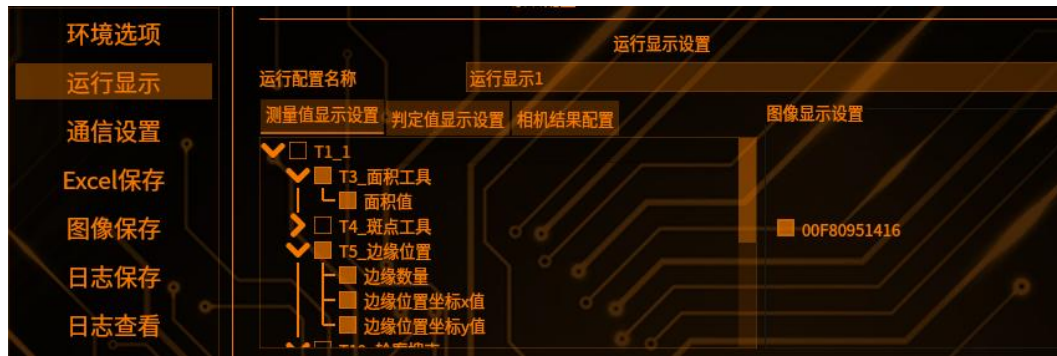 环境选项
运行显示
通信设置
Excel保存
图像保存
日志保存
日志查看
运行显示设置
运行配置名称 运行显示1
测量值显示设置 判定值显示设置 相机结果配置
图像显示设置
T1_1
T3_面积工具
面积值
T4_斑点工具
T5_边缘位置
边缘数量
边缘位置坐标x值
边缘位置坐标y值
00F80951416